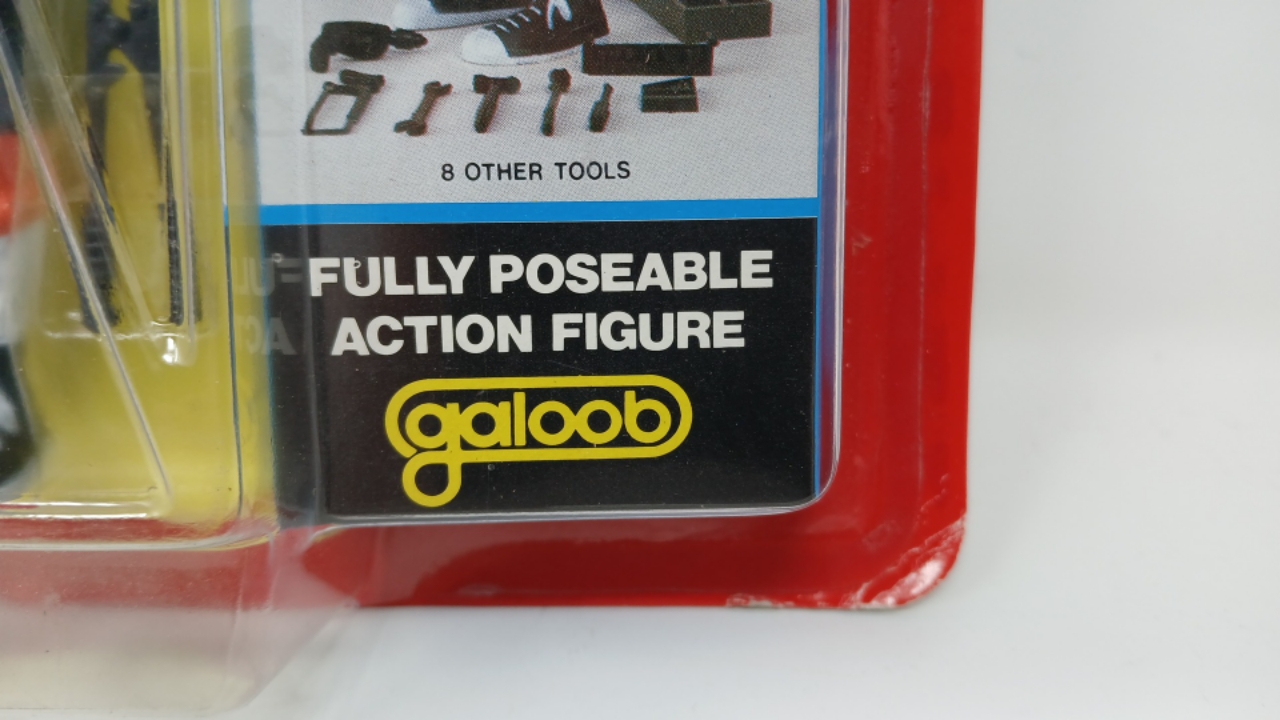 8 OTHER TOOLS
FULLY POSEABLE
ACTION FIGURE
galoob